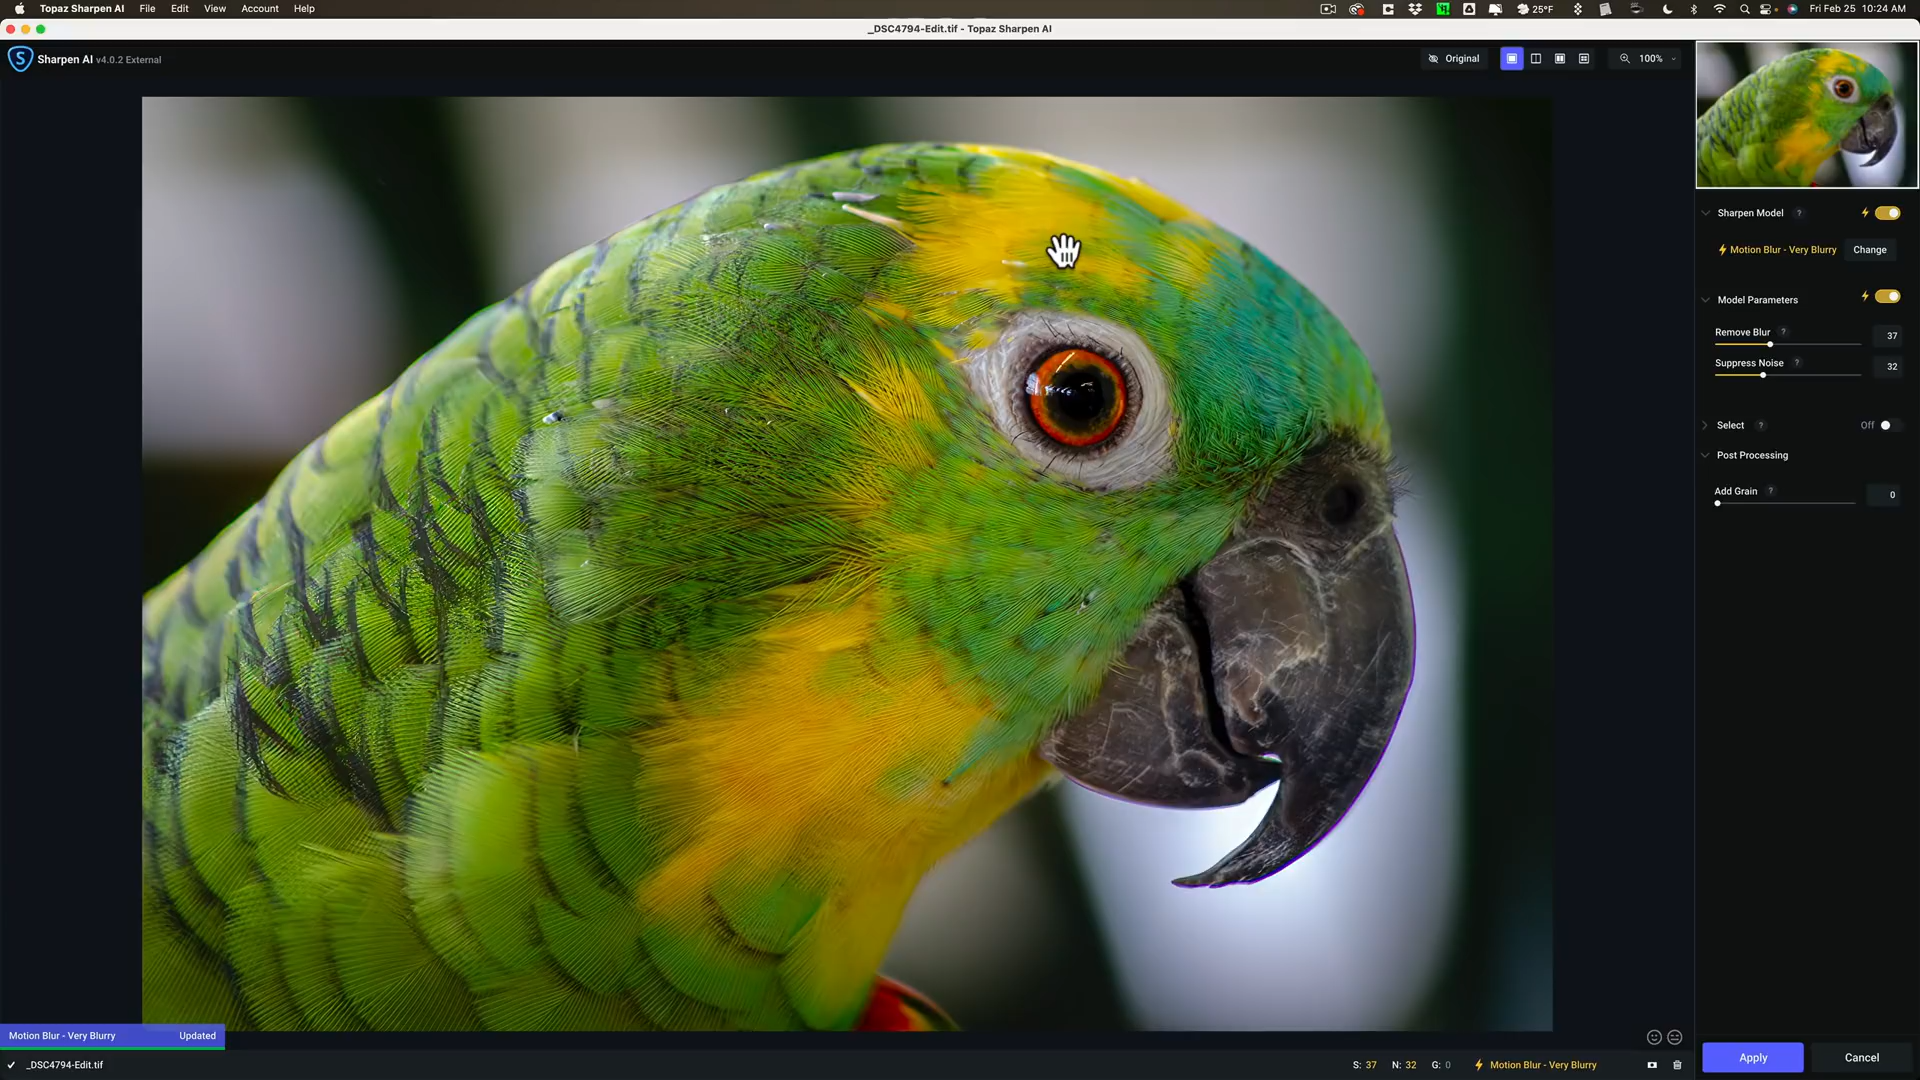 Topaz Sharpen AI File Edit View Account Help 25°F Fri Feb 25 10:24 AM
_DSC4794-Edit.tif - Topaz Sharpen AI
S Sharpen AI v4.0.2 External Original 100%
Sharpen Model ?
Motion Blur - Very Blurry Change
Model Parameters
Remove Blur ? 37
Suppress Noise ? 32
Select ? Off
Post Processing
Add Grain ? 0
Motion Blur - Very Blurry Updated
_DSC4794-Edit.tif S: 37 N: 32 G: 0 Motion Blur - Very Blurry
Apply Cancel